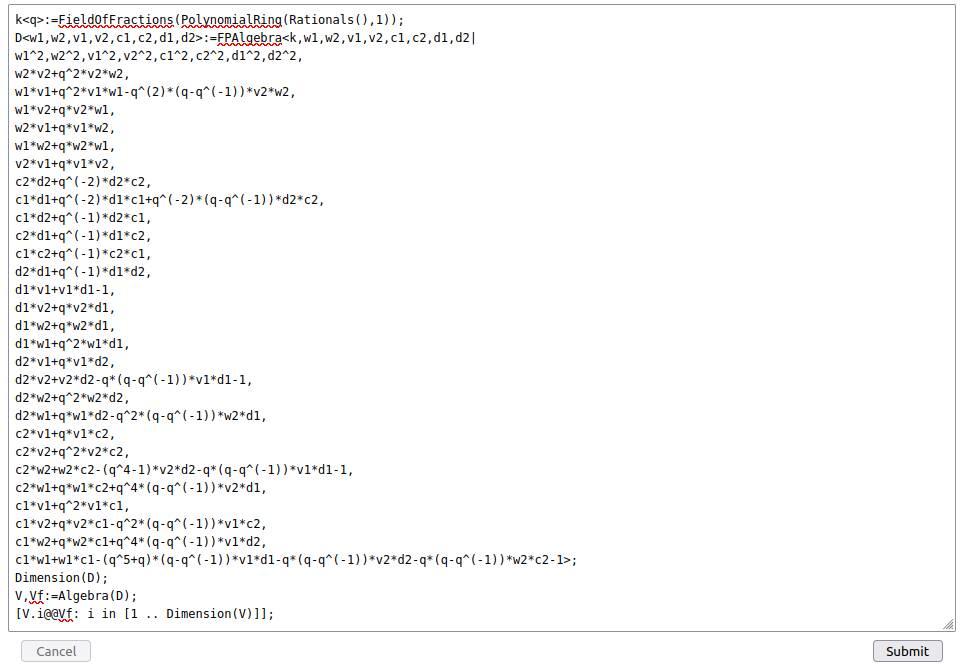 k<q>:=FieldOfFractions(PolynomialRing(Rationals(),1));
D<w1,w2,v1,v2,c1,c2,d1,d2>:=FPAlgebra<k,w1,w2,v1,v2,c1,c2,d1,d2|
w1^2,w2^2,v1^2,v2^2,c1^2,c2^2,d1^2,d2^2,
w2*v2+q^2*v2*w2,
w1*v1+q^2*v1*w1-q^(2)*(q-q^(-1))*v2*w2,
w1*v2+q*v2*w1,
w2*v1+q*v1*w2,
w1*w2+q*w2*w1,
v2*v1+q*v1*v2,
c2*d2+q^(-2)*d2*c2,
c1*d1+q^(-2)*d1*c1+q^(-2)*(q-q^(-1))*d2*c2,
c1*d2+q^(-1)*d2*c1,
c2*d1+q^(-1)*d1*c2,
c1*c2+q^(-1)*c2*c1,
d2*d1+q^(-1)*d1*d2,
d1*v1+v1*d1-1,
d1*v2+q*v2*d1,
d1*w2+q*w2*d1,
d1*w1+q^2*w1*d1,
d2*v1+q*v1*d2,
d2*v2+v2*d2-q*(q-q^(-1))*v1*d1-1,
d2*w2+q^2*w2*d2,
d2*w1+q*w1*d2-q^2*(q-q^(-1))*w2*d1,
c2*v1+q*v1*c2,
c2*v2+q^2*v2*c2,
c2*w2+w2*c2-(q^4-1)*v2*d2-q*(q-q^(-1))*v1*d1-1,
c2*w1+q*w1*c2+q^4*(q-q^(-1))*v2*d1,
c1*v1+q^2*v1*c1,
c1*v2+q*v2*c1-q^2*(q-q^(-1))*v1*c2,
c1*w2+q*w2*c1+q^4*(q-q^(-1))*v1*d2,
c1*w1+w1*c1-(q^5+q)*(q-q^(-1))*v1*d1-q*(q-q^(-1))*v2*d2-q*(q-q^(-1))*w2*c2-1>;
Dimension(D);
V,Vf:=Algebra(D);
[V.i@@Vf: i in [1 .. Dimension(V)]];
Cancel
Submit